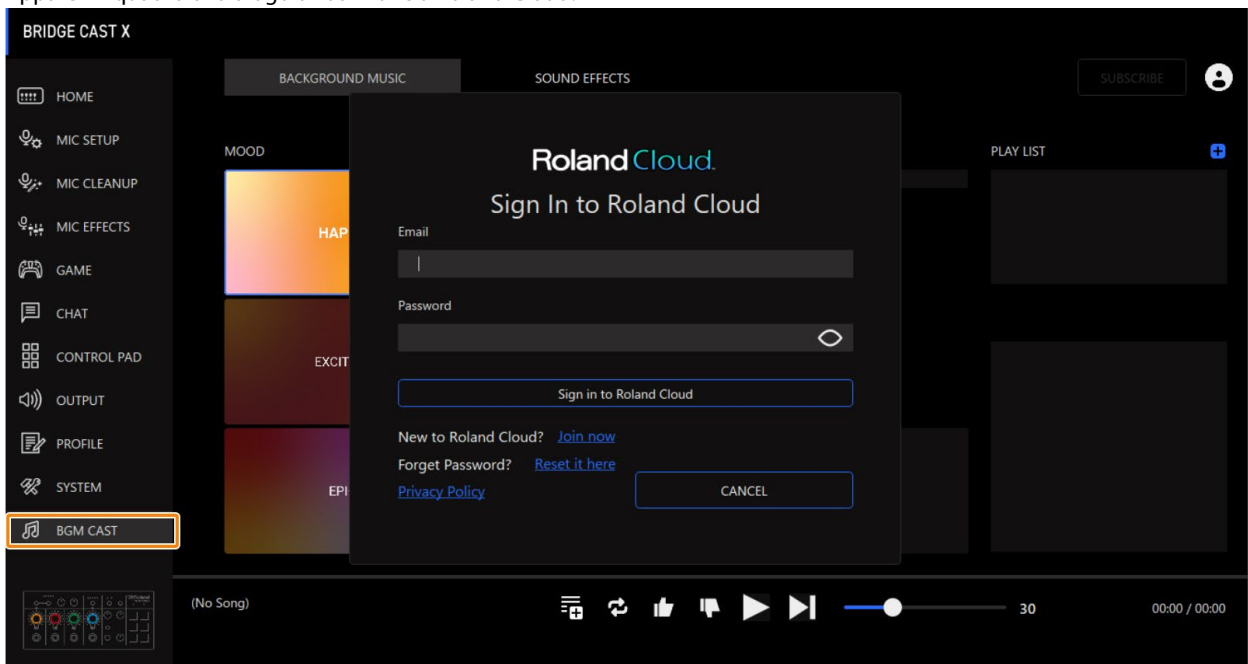 BRIDGE CAST X
HOME
MIC SETUP
MIC CLEANUP
MIC EFFECTS
GAME
CHAT
CONTROL PAD
OUTPUT
PROFILE
SYSTEM
BGM CAST
BACKGROUND MUSIC
SOUND EFFECTS
SUBSCRIBE
MOOD
HAP
EXCIT
EPI
Roland Cloud
Sign In to Roland Cloud
Email
Password
Sign in to Roland Cloud
New to Roland Cloud? Join now
Forget Password? Reset it here
Privacy Policy
CANCEL
PLAY LIST
(No Song)
30
00:00 / 00:00